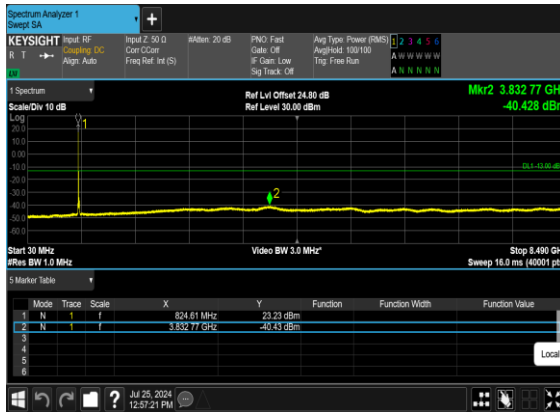 Spectrum Analyzer 1
Swept SA
+
KEYSIGHT
R T
Input: RF
Coupling: DC
Align: Auto
Input Z: 50 Ω
Corr CCorr
Freq Ref: Int (S)
#Atten: 20 dB
PNO: Fast
Gate: Off
IF Gain: Low
Sig Track: Off
Avg Type: Power (RMS)
Avg|Hold: 100/100
Trig: Free Run
1 2 3 4 5 6
A W W W W W
A N N N N N
1 Spectrum
Scale/Div 10 dB
Ref Lvl Offset 24.80 dB
Ref Level 30.00 dBm
Mkr2 3.832 77 GH
-40.428 dB
Log
20.0
10.0
0.00
-10.0
-20.0
-30.0
-40.0
-50.0
-60.0
1
2
DL1 -13.00 dB
Start 30 MHz
#Res BW 1.0 MHz
Video BW 3.0 MHz*
Stop 8.490 GH
Sweep 16.0 ms (40001 pt
5 Marker Table
Mode Trace Scale X Y Function Function Width Function Value
1 N 1 f 824.61 MHz 23.23 dBm
2 N 1 f 3.832 77 GHz -40.43 dBm
3
4
5
6
Local
?
Jul 25, 2024
12:57:21 PM